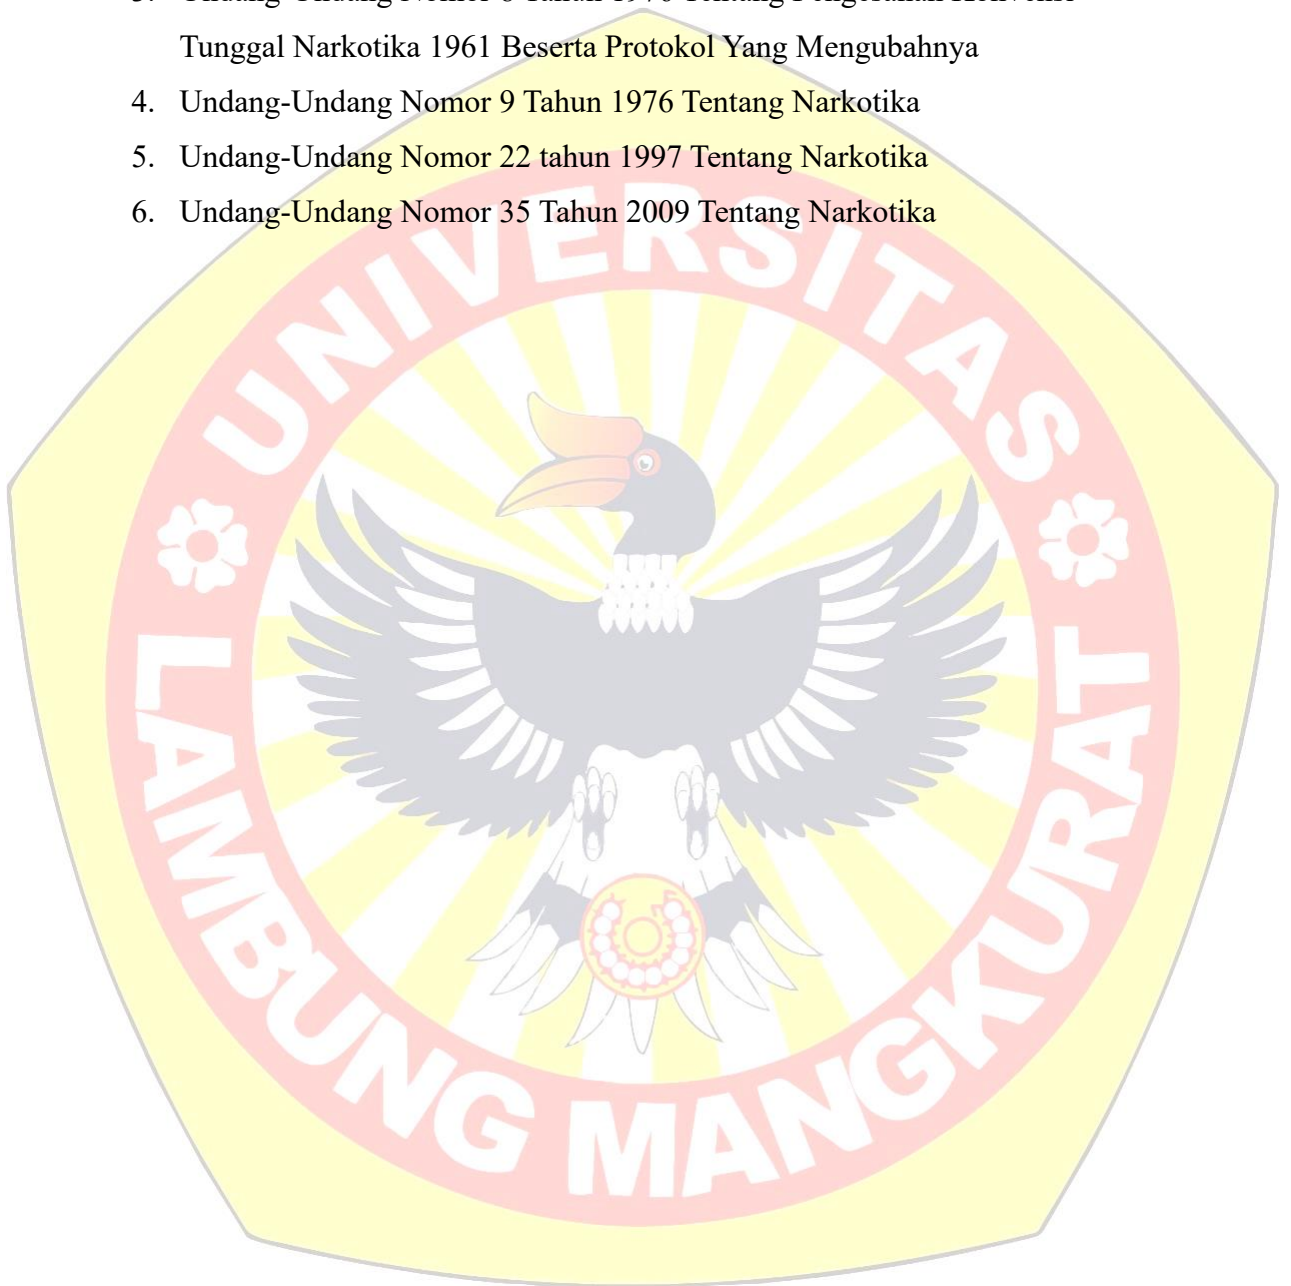 Tunggal Narkotika 1961 Beserta Protokol Yang Mengubahnya
4. Undang-Undang Nomor 9 Tahun 1976 Tentang Narkotika
5. Undang-Undang Nomor 22 tahun 1997 Tentang Narkotika
6. Undang-Undang Nomor 35 Tahun 2009 Tentang Narkotika
UNIVERSITAS
LAMBUNG MANGKURAT